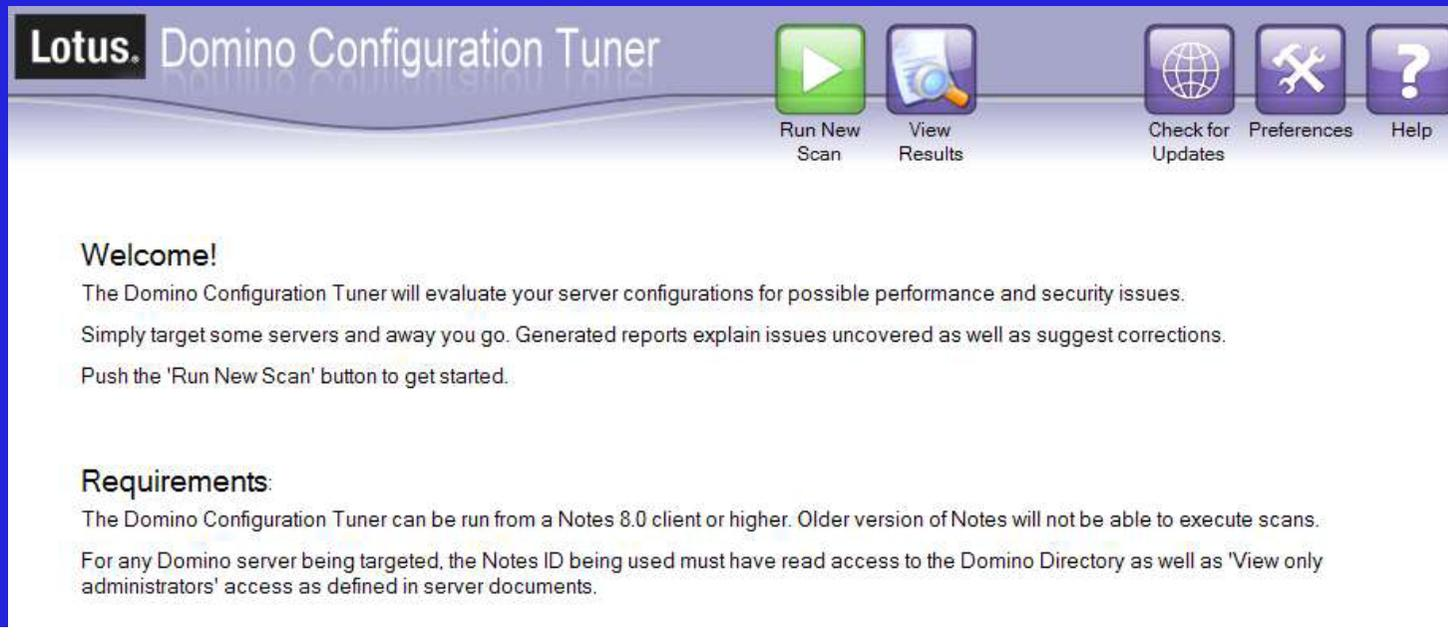 Lotus. Domino Configuration Tuner
Run New
Scan
View
Results
Check for
Updates
Preferences
?
Help
Welcome!
The Domino Configuration Tuner will evaluate your server configurations for possible performance and security issues.
Simply target some servers and away you go. Generated reports explain issues uncovered as well as suggest corrections.
Push the 'Run New Scan' button to get started.
Requirements:
The Domino Configuration Tuner can be run from a Notes 8.0 client or higher. Older version of Notes will not be able to execute scans.
For any Domino server being targeted, the Notes ID being used must have read access to the Domino Directory as well as 'View only
administrators' access as defined in server documents.